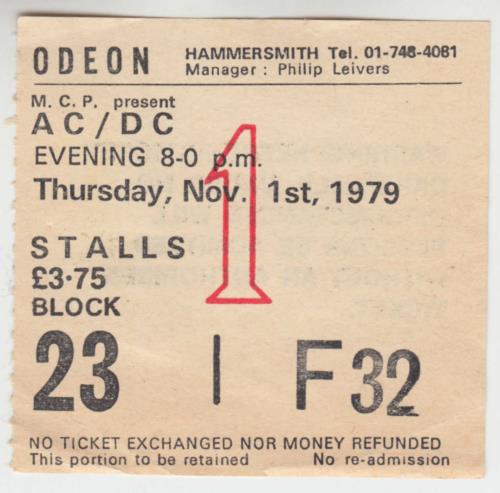 ODEON HAMMERSMITH Tel. 01-748-4081
Manager : Philip Leivers
M. C. P. present
AC/DC
EVENING 8-0 p.m.
Thursday, Nov. 1st, 1979
1
STALLS
£3·75
BLOCK
23 | F 32
NO TICKET EXCHANGED NOR MONEY REFUNDED
This portion to be retained No re-admission